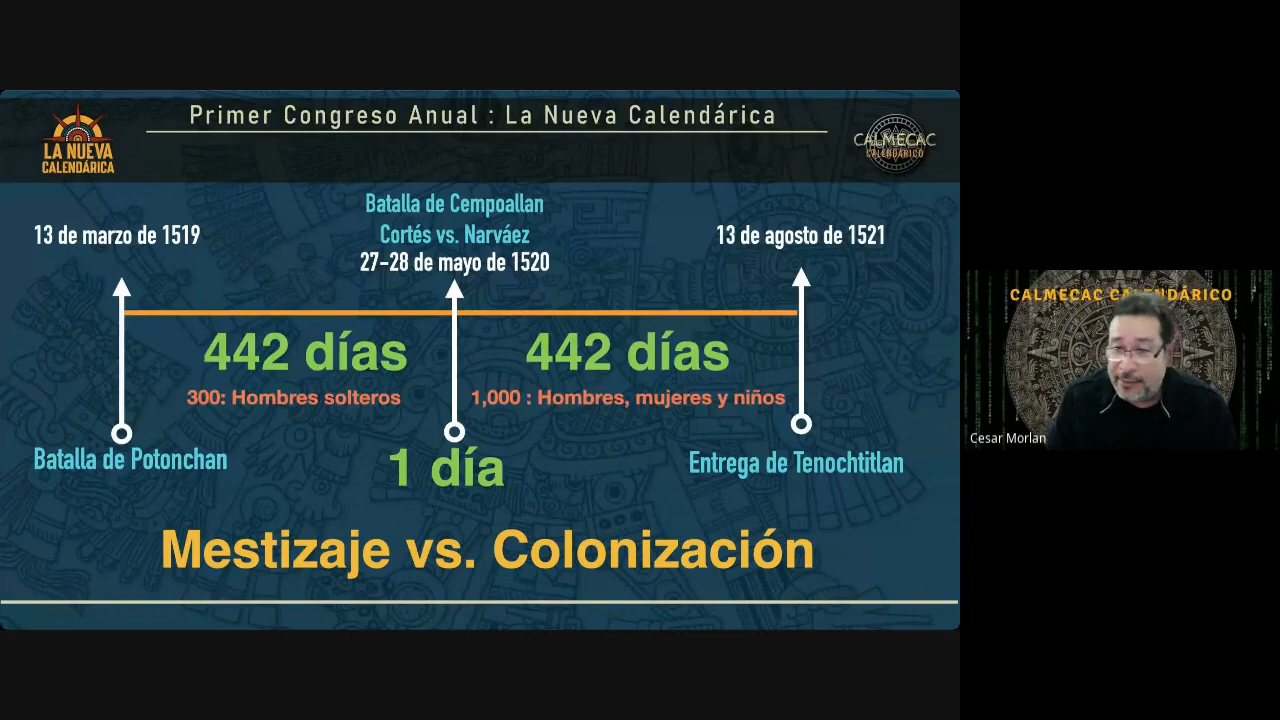 Primer Congreso Anual : La Nueva Calendárica
LA NUEVA
CALENDÁRICA
CALMECAC
CALENDÁRICO
13 de marzo de 1519
Batalla de Cempoallan
Cortés vs. Narváez
27-28 de mayo de 1520
13 de agosto de 1521
442 días
442 días
300: Hombres solteros
1,000 : Hombres, mujeres y niños
Batalla de Potonchan
1 día
Entrega de Tenochtitlan
Mestizaje vs. Colonización
CALMECAC CALENDÁRICO
Cesar Morlan